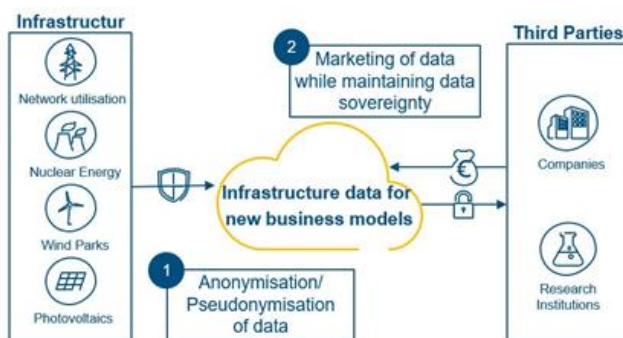 Infrastructur
Network utilisation
Nuclear Energy
Wind Parks
Photovoltaics
2
Marketing of data
while maintaining data
sovereignty
Infrastructure data for
new business models
€
1
Anonymisation/
Pseudonymisation
of data
Third Parties
Companies
Research
Institutions